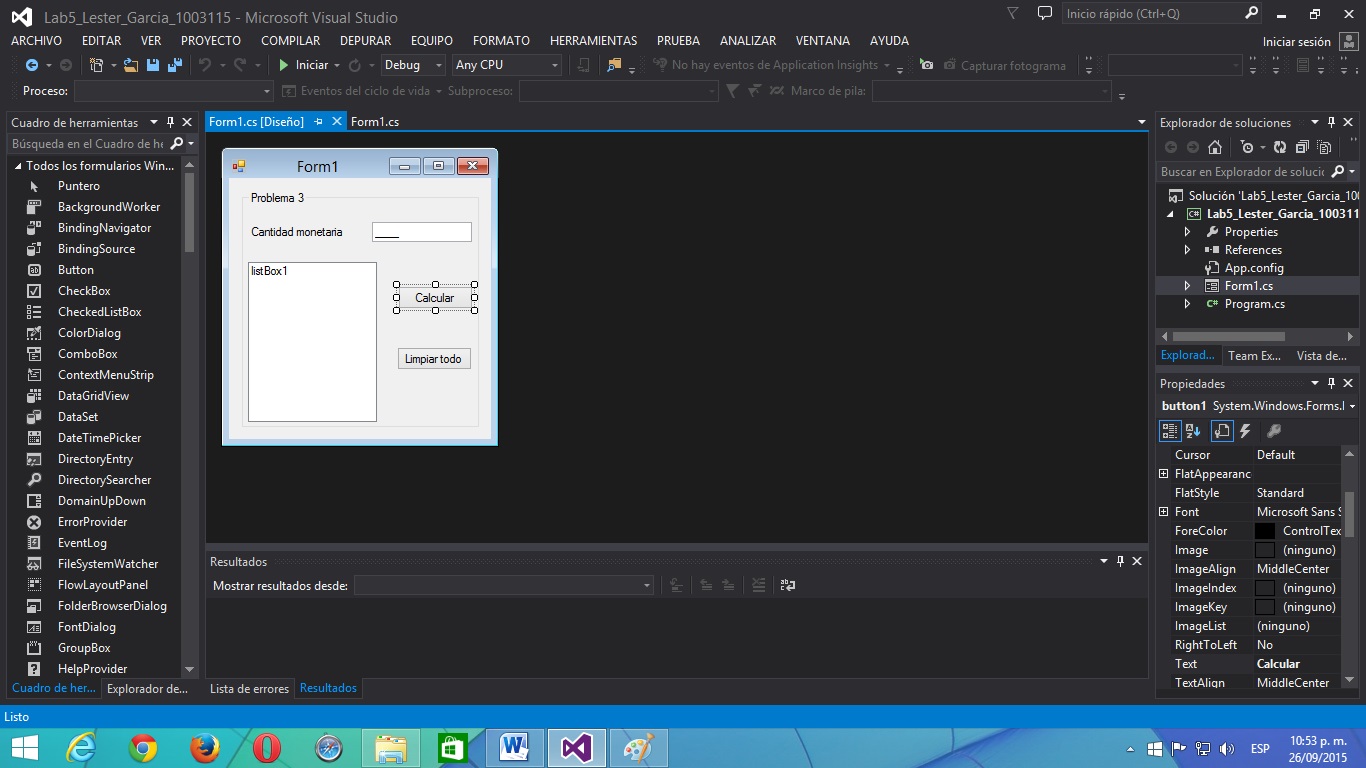 Lab5_Lester_Garcia_1003115 - Microsoft Visual Studio
Inicio rápido (Ctrl+Q)
ARCHIVO EDITAR VER PROYECTO COMPILAR DEPURAR EQUIPO FORMATO HERRAMIENTAS PRUEBA ANALIZAR VENTANA AYUDA
Iniciar sesión
Iniciar Debug Any CPU No hay eventos de Application Insights Capturar fotograma
Proceso: Eventos del ciclo de vida Subproceso: Marco de pila:
Cuadro de herramientas
Búsqueda en el Cuadro de he
Todos los formularios Win...
Puntero
BackgroundWorker
BindingNavigator
BindingSource
Button
CheckBox
CheckedListBox
ColorDialog
ComboBox
ContextMenuStrip
DataGridView
DataSet
DateTimePicker
DirectoryEntry
DirectorySearcher
DomainUpDown
ErrorProvider
EventLog
FileSystemWatcher
FlowLayoutPanel
FolderBrowserDialog
FontDialog
GroupBox
HelpProvider
Cuadro de her... Explorador de...
Form1.cs [Diseño] Form1.cs
Form1
Problema 3
Cantidad monetaria ____
listBox1
Calcular
Limpiar todo
Resultados
Mostrar resultados desde:
Lista de errores Resultados
Explorador de soluciones
Buscar en Explorador de solucio
Solución 'Lab5_Lester_Garcia_100
Lab5_Lester_Garcia_100311
Properties
References
App.config
Form1.cs
Program.cs
Explorad... Team Ex... Vista de...
Propiedades
button1 System.Windows.Forms.
Cursor Default
FlatAppearanc
FlatStyle Standard
Font Microsoft Sans S
ForeColor ControlTex
Image (ninguno)
ImageAlign MiddleCenter
ImageIndex (ninguno)
ImageKey (ninguno)
ImageList (ninguno)
RightToLeft No
Text Calcular
TextAlign MiddleCenter
Listo
ESP
10:53 p. m.
26/09/2015